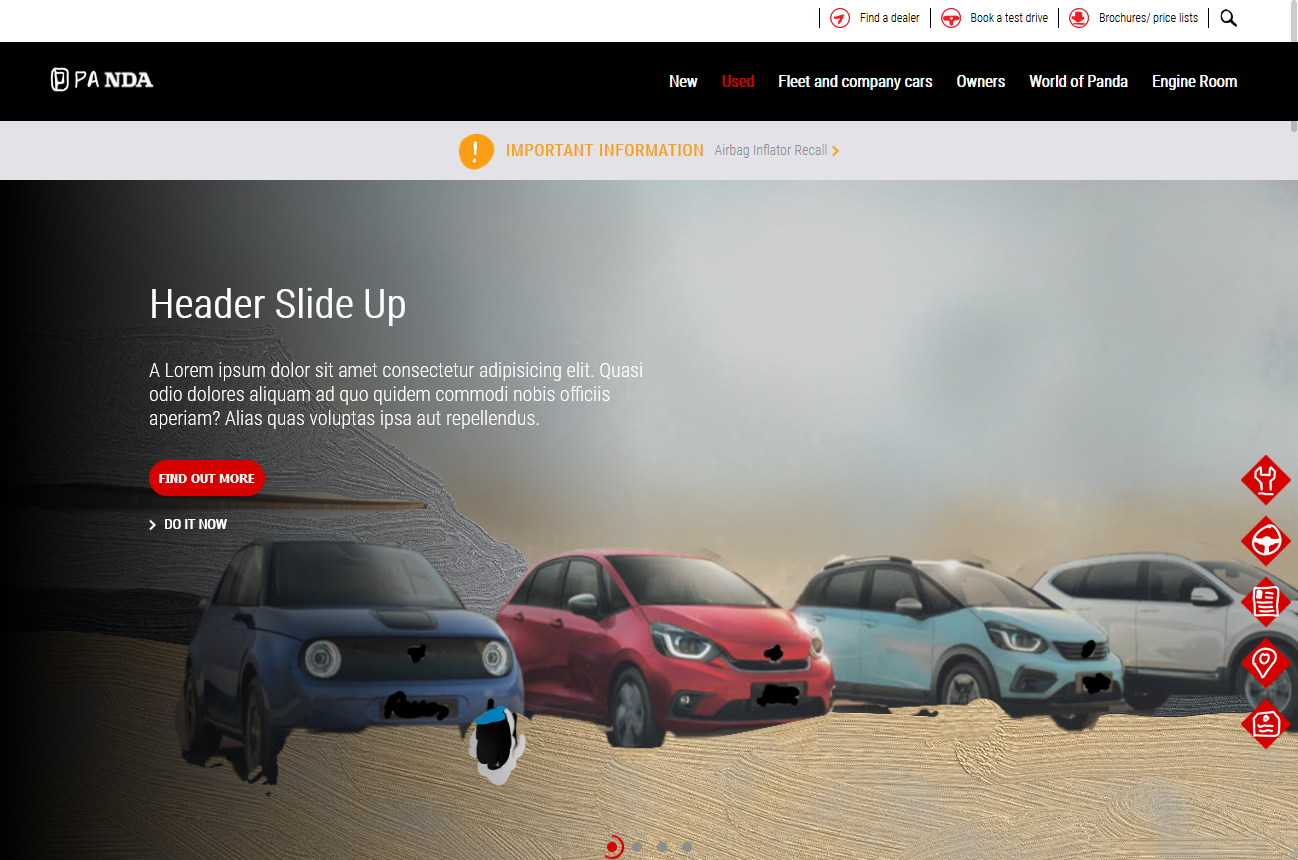 Find a dealer
Book a test drive
Brochures/ price lists
PA NDA
New
Used
Fleet and company cars
Owners
World of Panda
Engine Room
IMPORTANT INFORMATION
Airbag Inflator Recall
Header Slide Up
A Lorem ipsum dolor sit amet consectetur adipisicing elit. Quasi
odio dolores aliquam ad quo quidem commodi nobis officiis
aperiam? Alias quas voluptas ipsa aut repellendus.
FIND OUT MORE
DO IT NOW